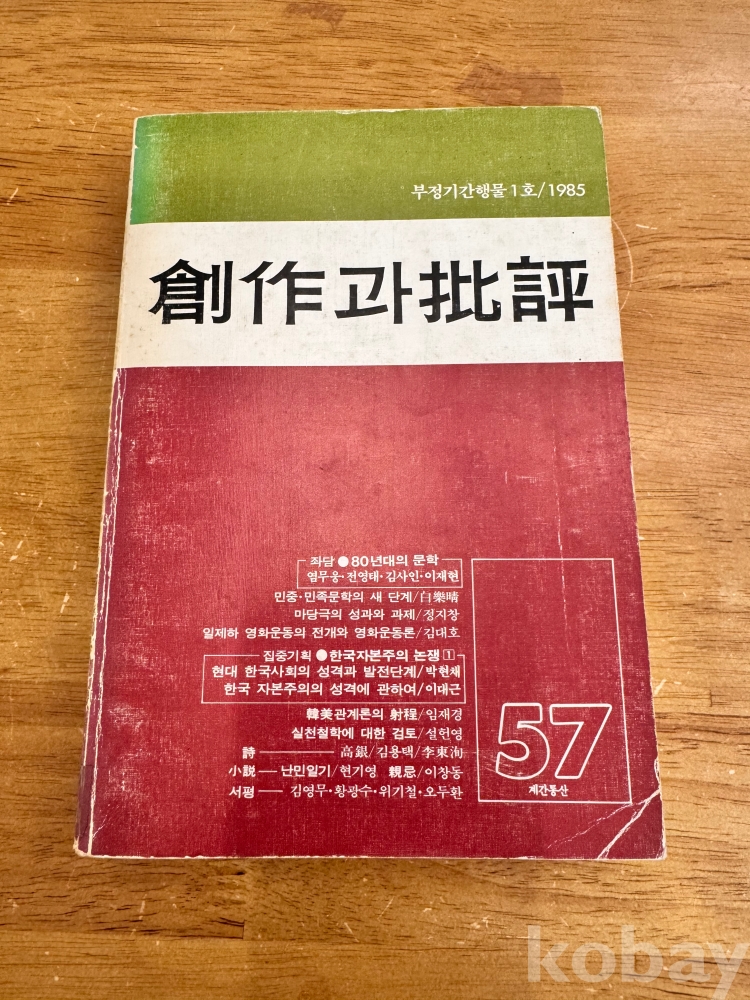 부정기간행물 1호/1985
創作과批評
좌담 ● 80년대의 문학
염무웅·전영태·김사인·이재현
민중·민족문학의 새 단계/白樂晴
마당극의 성과와 과제/정지창
일제하 영화운동의 전개와 영화운동론/김대호
집중기획 ● 한국자본주의 논쟁 1
현대 한국사회의 성격과 발전단계/박현채
한국 자본주의의 성격에 관하여/이대근
韓美관계론의 射程/임재경
실천철학에 대한 검토/설헌영
詩 — 高銀/김용택/李東洵
小説 — 난민일기/현기영 親忌/이창동
서평 — 김영무·황광수·위기철·오두환
57
계간통산
kobay